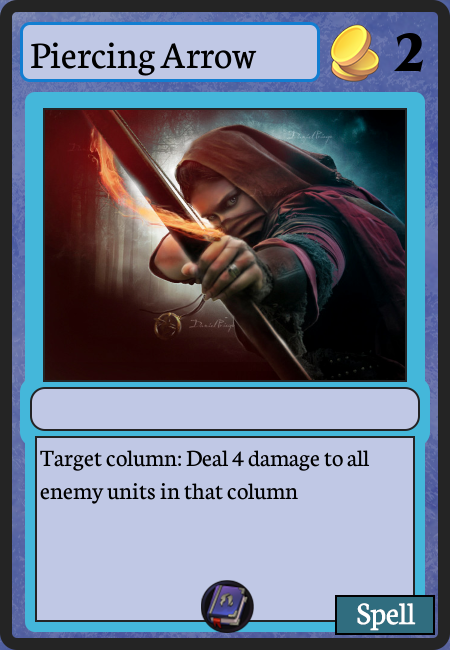 Piercing Arrow
2
Target column: Deal 4 damage to all
enemy units in that column
Spell